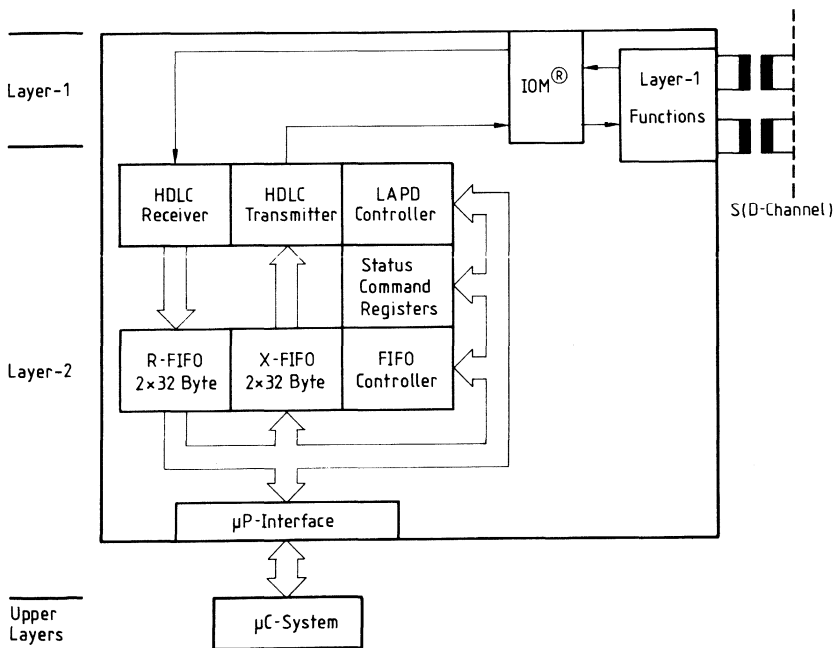 Layer-1
IOM®
Layer-1
Functions
HDLC
Receiver
HDLC
Transmitter
LAPD
Controller
S(D-Channel)
Status
Command
Registers
Layer-2
R-FIFO
2×32 Byte
X-FIFO
2×32 Byte
FIFO
Controller
µP-Interface
Upper
Layers
µC-System